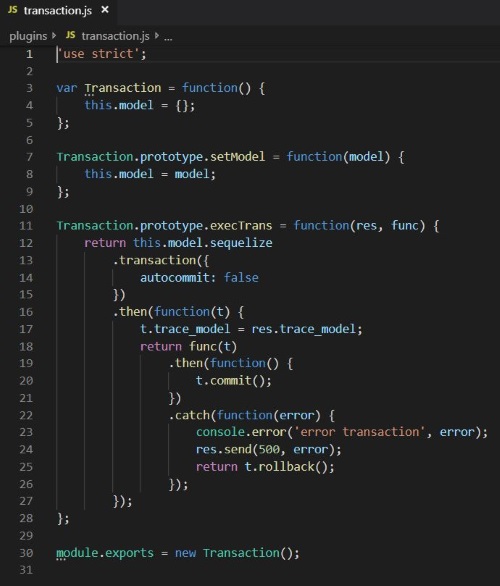 JS transaction.js ×
plugins › JS transaction.js › ...
1 'use strict';
2
3 var Transaction = function() {
4     this.model = {};
5 };
6
7 Transaction.prototype.setModel = function(model) {
8     this.model = model;
9 };
10
11 Transaction.prototype.execTrans = function(res, func) {
12     return this.model.sequelize
13         .transaction({
14             autocommit: false
15         })
16         .then(function(t) {
17             t.trace_model = res.trace_model;
18             return func(t)
19                 .then(function() {
20                     t.commit();
21                 })
22                 .catch(function(error) {
23                     console.error('error transaction', error);
24                     res.send(500, error);
25                     return t.rollback();
26                 });
27         });
28 };
29
30 module.exports = new Transaction();
31